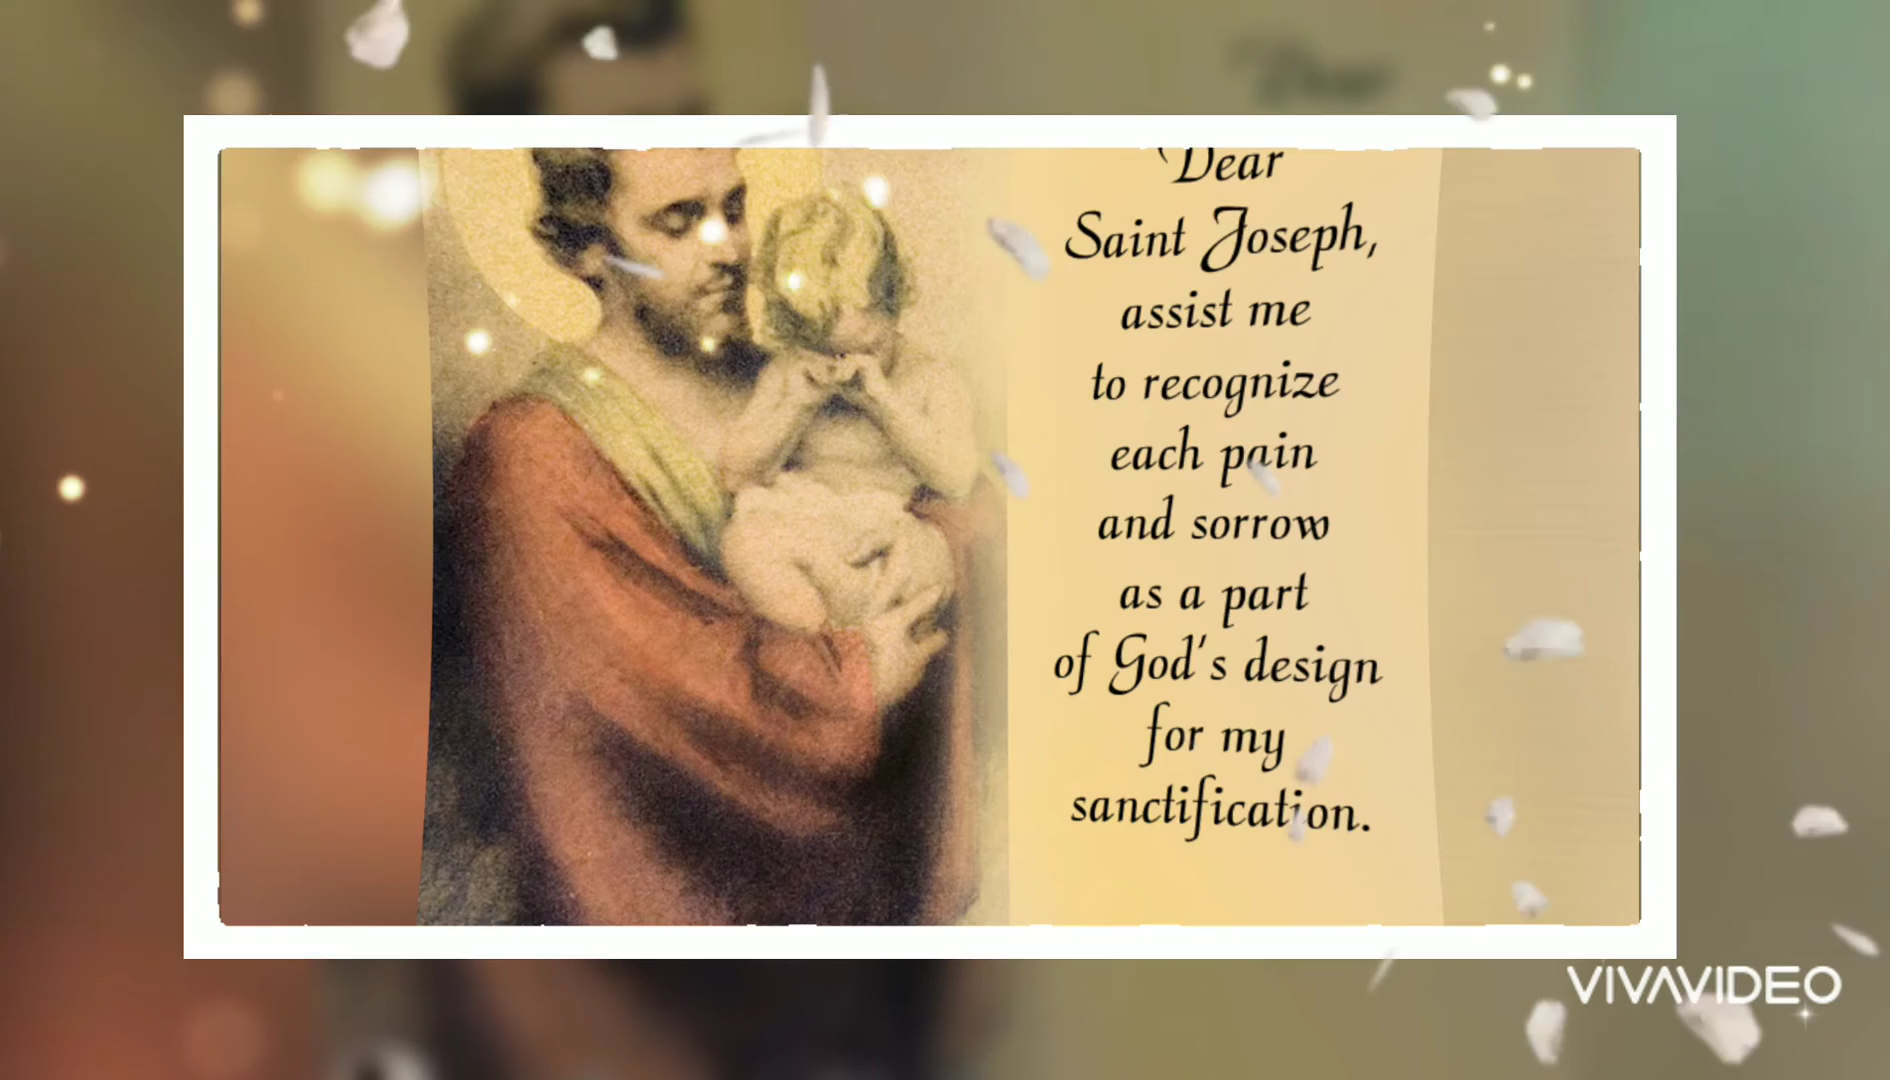 Dear
Saint Joseph,
assist me
to recognize
each pain
and sorrow
as a part
of God's design
for my
sanctification.
VIVAVIDEO